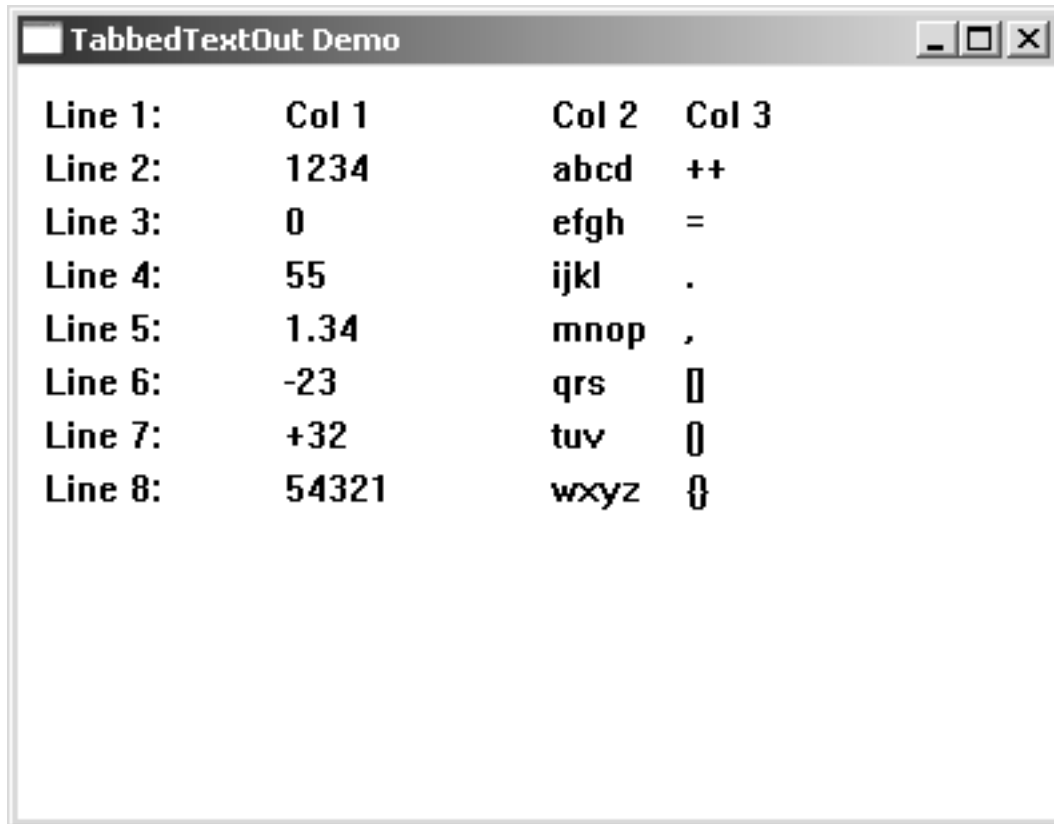 TabbedTextOut Demo
Line 1: Col 1 Col 2 Col 3
Line 2: 1234 abcd ++
Line 3: 0 efgh =
Line 4: 55 ijkl .
Line 5: 1.34 mnop ,
Line 6: -23 qrs []
Line 7: +32 tuv ()
Line 8: 54321 wxyz {}